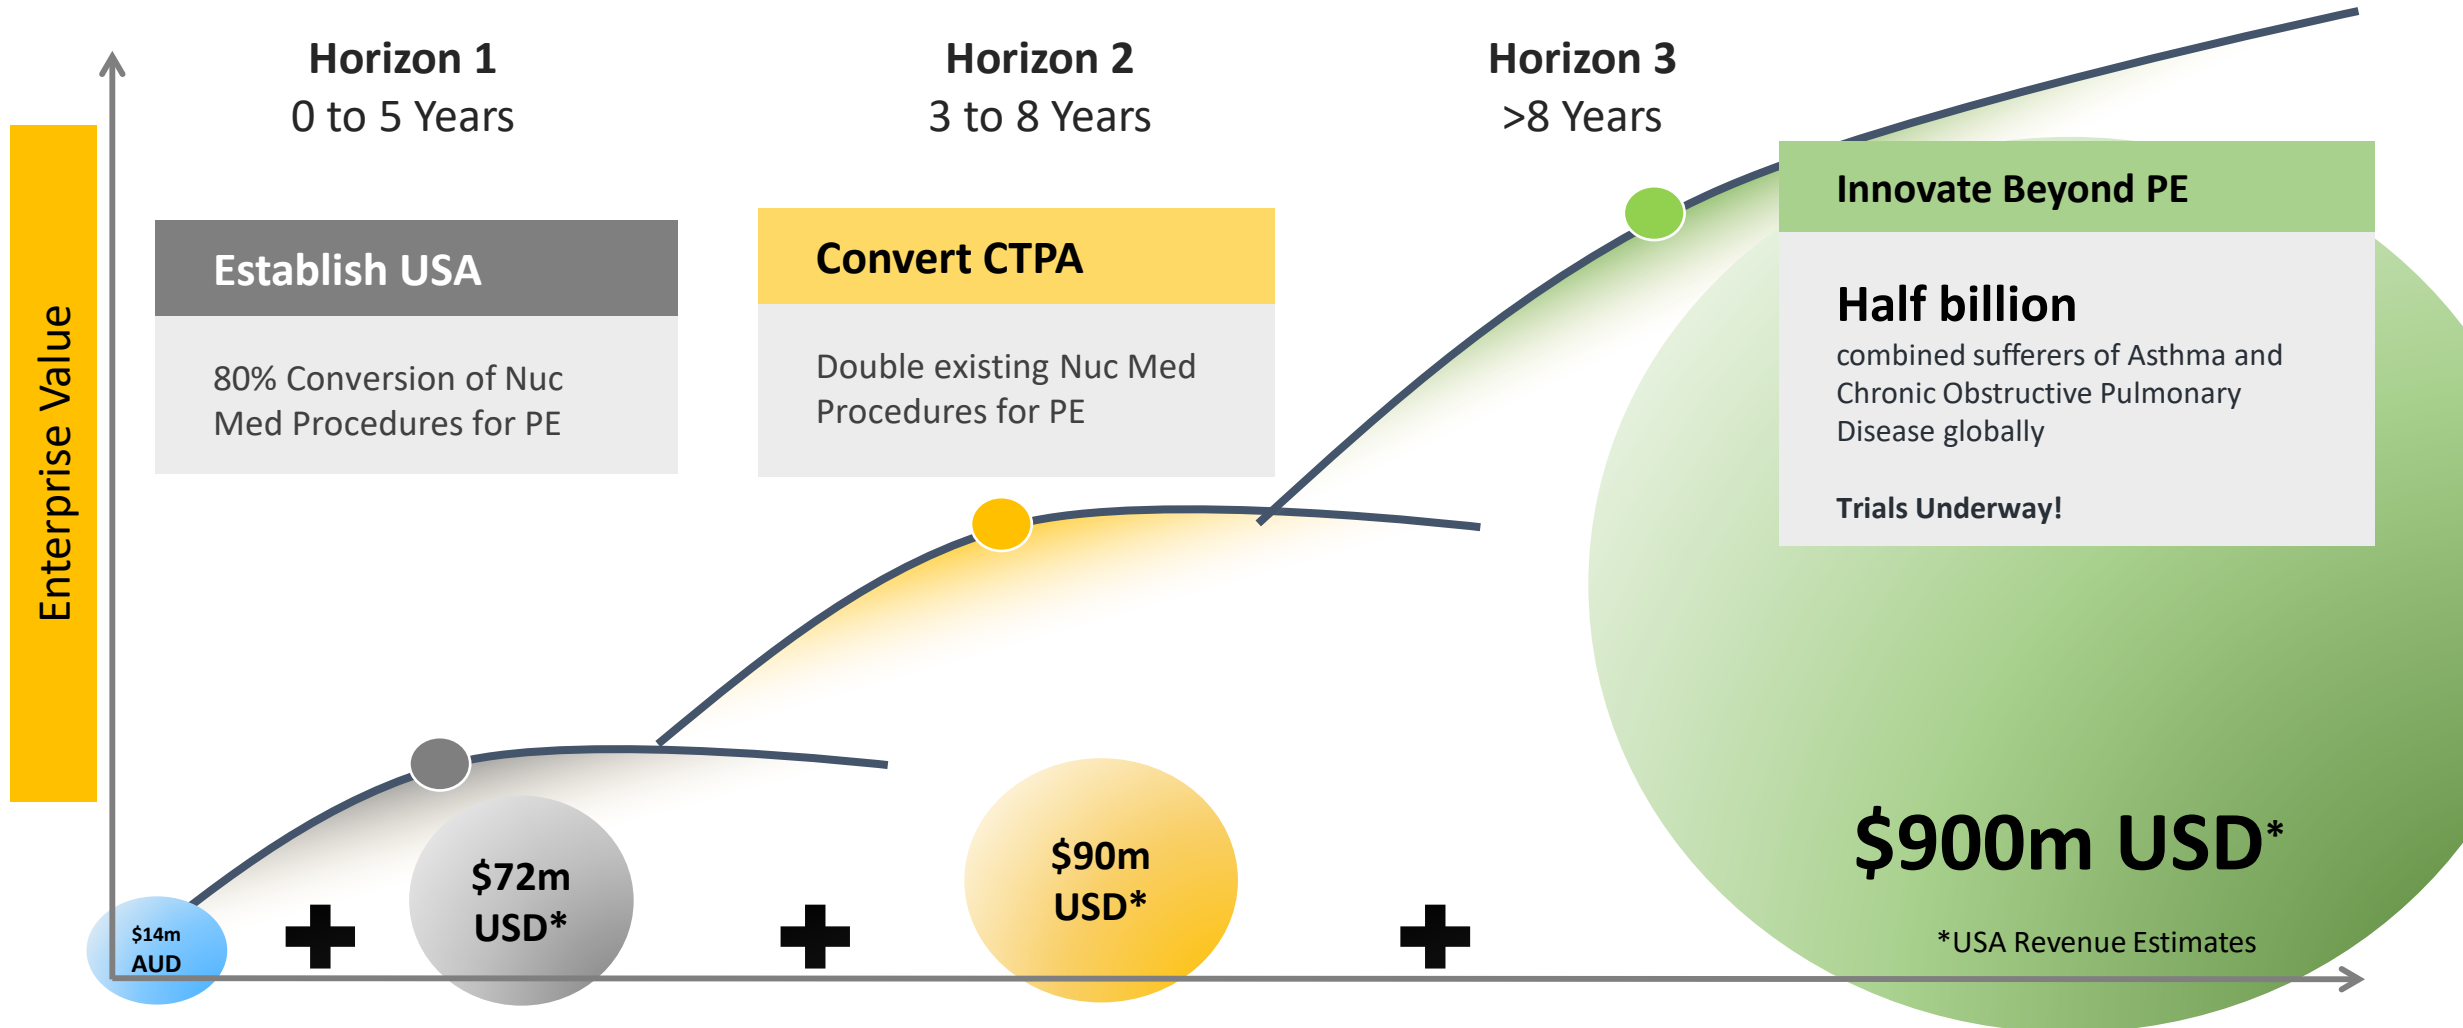 Horizon 1
0 to 5 Years
Horizon 2
3 to 8 Years
Horizon 3
>8 Years
Enterprise Value
Establish USA
80% Conversion of Nuc
Med Procedures for PE
Convert CTPA
Double existing Nuc Med
Procedures for PE
Innovate Beyond PE
Half billion
combined sufferers of Asthma and
Chronic Obstructive Pulmonary
Disease globally
Trials Underway!
$14m
AUD
$72m
USD*
$90m
USD*
$900m USD*
*USA Revenue Estimates